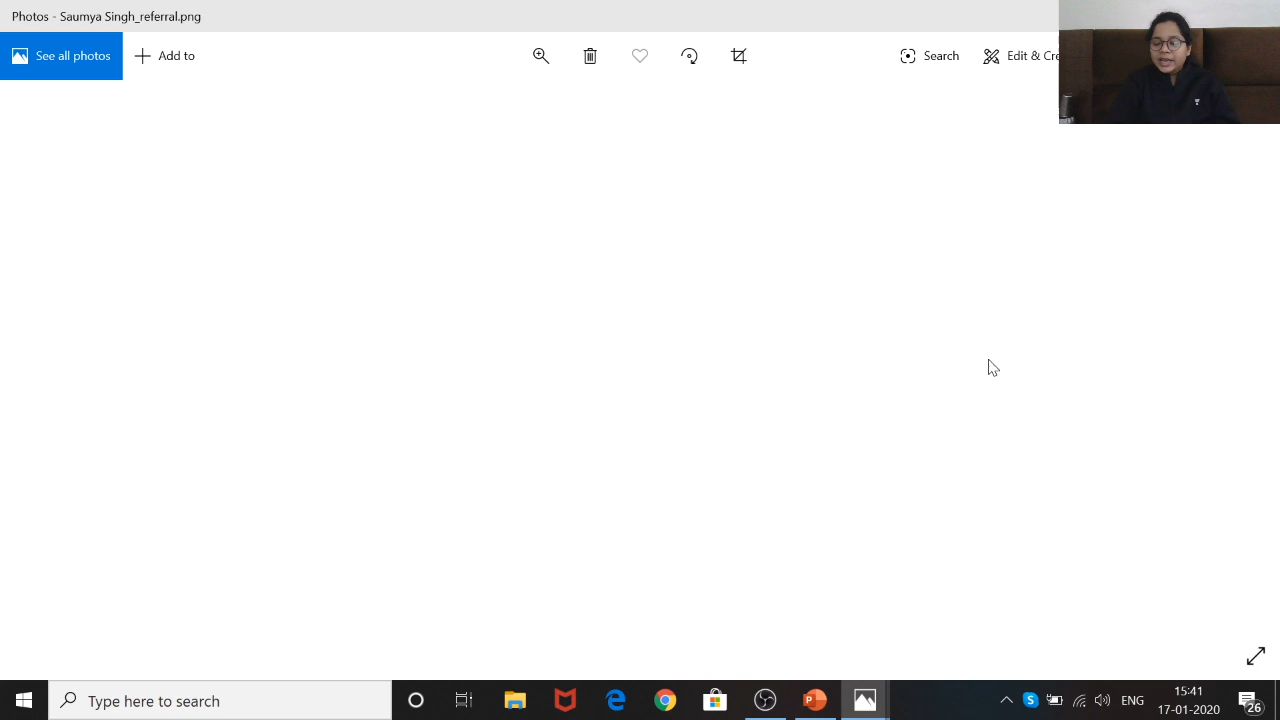 Photos - Saumya Singh_referral.png
See all photos
Add to
Search
Edit & Cre
Type here to search
P
ENG
15:41
17-01-2020
26